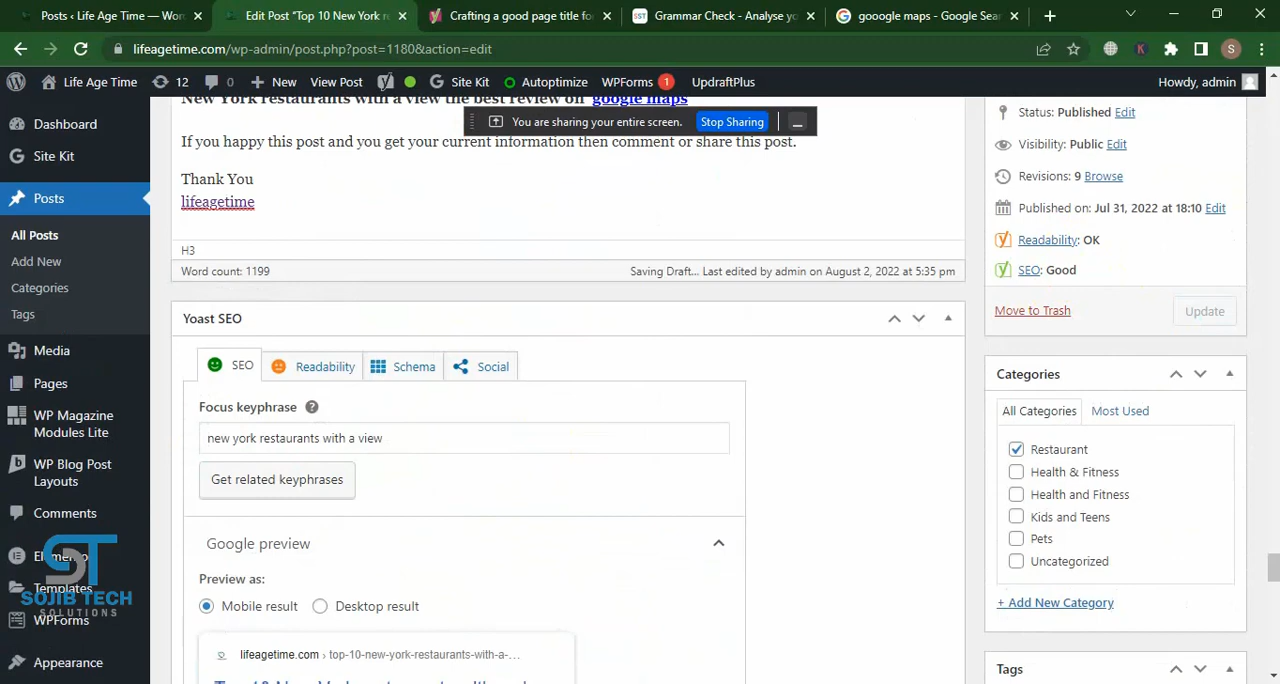 Posts ‹ Life Age Time — Wor
Edit Post “Top 10 New York r
Crafting a good page title for
Grammar Check - Analyse yo
gooogle maps - Google Sear
lifeagetime.com/wp-admin/post.php?post=1180&action=edit
S
Life Age Time
12
0
New
View Post
Site Kit
Autoptimize
WPForms 1
UpdraftPlus
Howdy, admin
Dashboard
Site Kit
Posts
All Posts
Add New
Categories
Tags
Media
Pages
WP Magazine
Modules Lite
WP Blog Post
Layouts
Comments
Elemento
Templates
WPForms
Appearance
ST
SOJIB TECH
SOLUTIONS
New York restaurants with a view the best review on google maps
You are sharing your entire screen.
Stop Sharing
If you happy this post and you get your current information then comment or share this post.
Thank You
lifeagetime
H3
Word count: 1199
Saving Draft... Last edited by admin on August 2, 2022 at 5:35 pm
Yoast SEO
SEO
Readability
Schema
Social
Focus keyphrase
new york restaurants with a view
Get related keyphrases
Google preview
Preview as:
Mobile result
Desktop result
lifeagetime.com › top-10-new-york-restaurants-with-a-...
Status: Published Edit
Visibility: Public Edit
Revisions: 9 Browse
Published on: Jul 31, 2022 at 18:10 Edit
Readability: OK
SEO: Good
Move to Trash
Update
Categories
All Categories
Most Used
Restaurant
Health & Fitness
Health and Fitness
Kids and Teens
Pets
Uncategorized
+ Add New Category
Tags